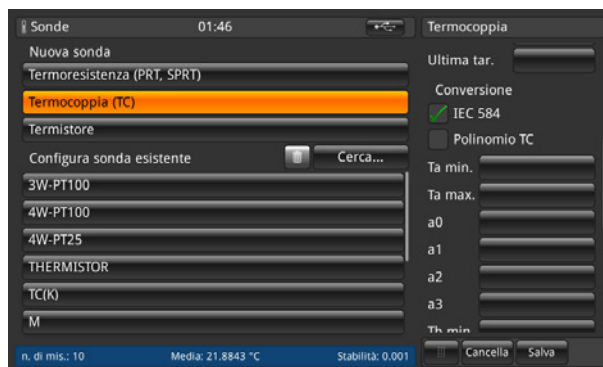 Sonde 01:46 Termocoppia
Nuova sonda
Termoresistenza (PRT, SPRT)
Termocoppia (TC)
Termistore
Configura sonda esistente Cerca...
3W-PT100
4W-PT100
4W-PT25
THERMISTOR
TC(K)
M
n. di mis.: 10 Media: 21.8843 °C Stabilità: 0.001
Ultima tar.
Conversione
IEC 584
Polinomio TC
Ta min.
Ta max.
a0
a1
a2
a3
Tb min
Cancella Salva